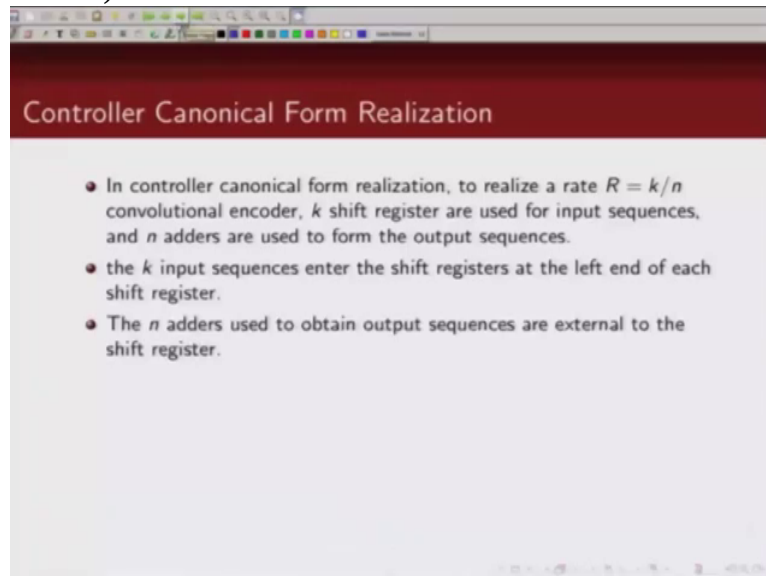 Controller Canonical Form Realization
In controller canonical form realization, to realize a rate R = k/n
convolutional encoder, k shift register are used for input sequences,
and n adders are used to form the output sequences.
the k input sequences enter the shift registers at the left end of each
shift register.
The n adders used to obtain output sequences are external to the
shift register.